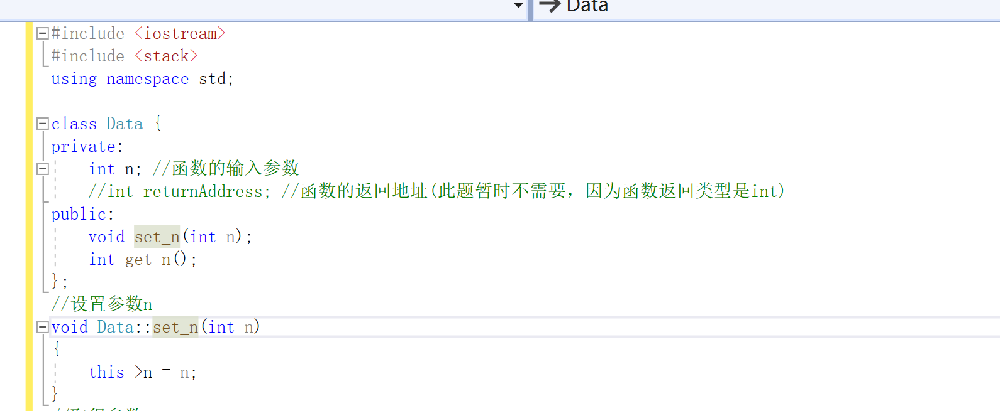 Data
#include <iostream>
#include <stack>
using namespace std;
class Data {
private:
int n; //函数的输入参数
//int returnAddress; //函数的返回地址(此题暂时不需要，因为函数返回类型是int)
public:
void set_n(int n);
int get_n();
};
//设置参数n
void Data::set_n(int n)
{
this->n = n;
}